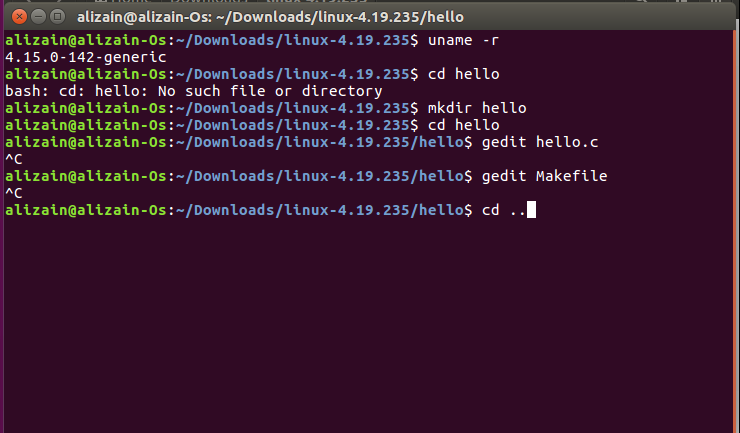 alizain@alizain-Os: ~/Downloads/linux-4.19.235/hello
alizain@alizain-Os:~/Downloads/linux-4.19.235$ uname -r
4.15.0-142-generic
alizain@alizain-Os:~/Downloads/linux-4.19.235$ cd hello
bash: cd: hello: No such file or directory
alizain@alizain-Os:~/Downloads/linux-4.19.235$ mkdir hello
alizain@alizain-Os:~/Downloads/linux-4.19.235$ cd hello
alizain@alizain-Os:~/Downloads/linux-4.19.235/hello$ gedit hello.c
^C
alizain@alizain-Os:~/Downloads/linux-4.19.235/hello$ gedit Makefile
^C
alizain@alizain-Os:~/Downloads/linux-4.19.235/hello$ cd ..